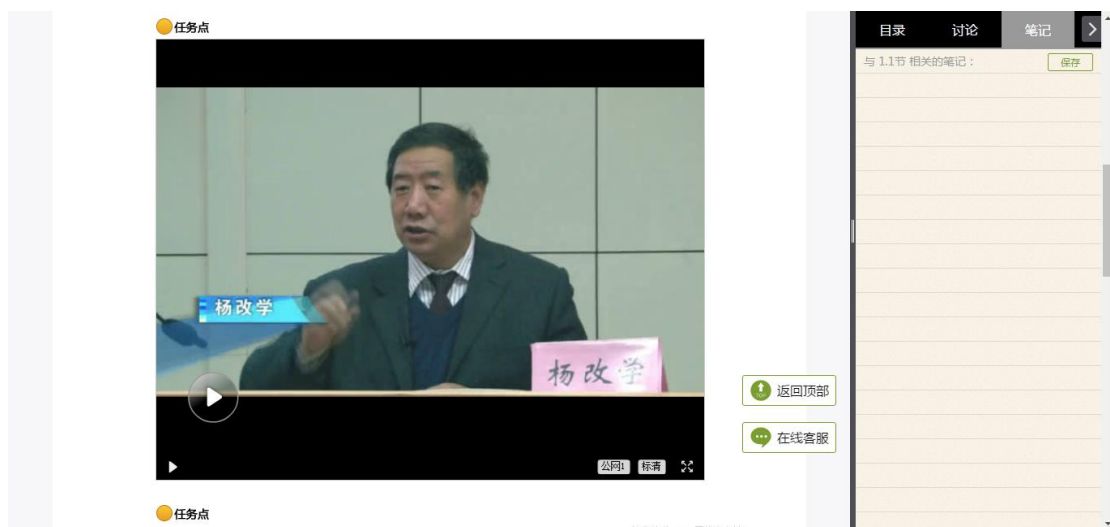 任务点
目录 讨论 笔记
与 1.1节 相关的笔记：
保存
杨改学
杨改学
TOP 返回顶部
在线客服
公网1 标清
任务点